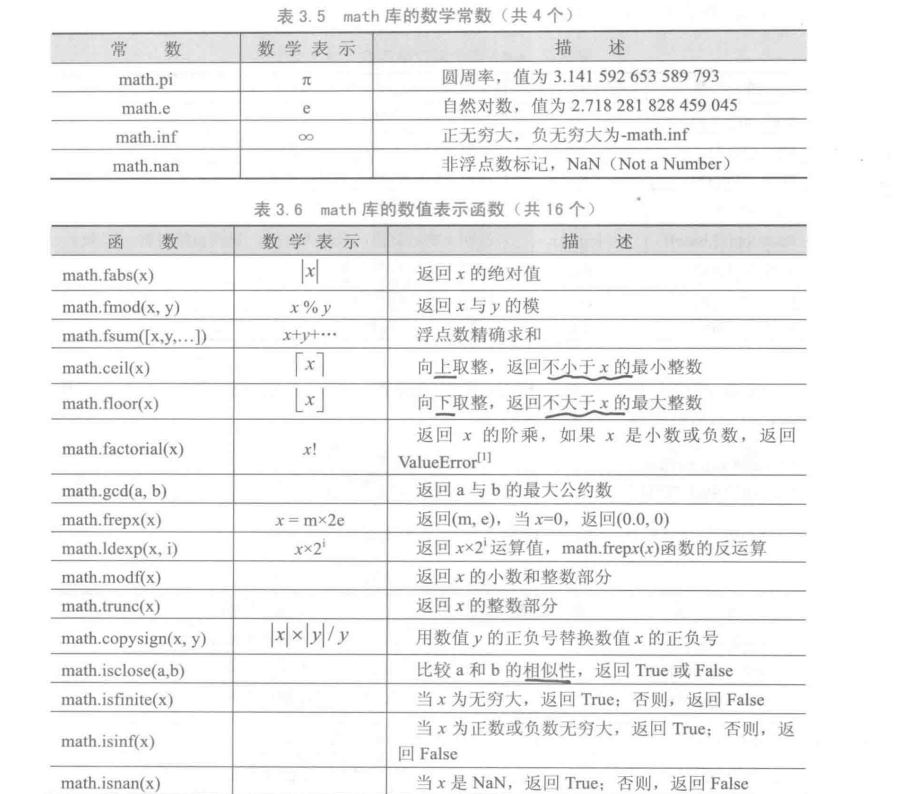 表 3.5 math 库的数学常数（共 4 个）
常 数 数 学 表 示 描 述
math.pi π 圆周率，值为 3.141 592 653 589 793
math.e e 自然对数，值为 2.718 281 828 459 045
math.inf ∞ 正无穷大，负无穷大为-math.inf
math.nan 非浮点数标记，NaN（Not a Number）
表 3.6 math 库的数值表示函数（共 16 个）
函 数 数 学 表 示 描 述
math.fabs(x) |x| 返回 x 的绝对值
math.fmod(x, y) x % y 返回 x 与 y 的模
math.fsum([x,y,…]) x+y+… 浮点数精确求和
math.ceil(x) ⌈x⌉ 向上取整，返回不小于 x 的最小整数
math.floor(x) ⌊x⌋ 向下取整，返回不大于 x 的最大整数
math.factorial(x) x! 返回 x 的阶乘，如果 x 是小数或负数，返回
ValueError[1]
math.gcd(a, b) 返回 a 与 b 的最大公约数
math.frepx(x) x = m×2e 返回(m, e)，当 x=0，返回(0.0, 0)
math.ldexp(x, i) x×2ⁱ 返回 x×2ⁱ 运算值，math.frepx(x)函数的反运算
math.modf(x) 返回 x 的小数和整数部分
math.trunc(x) 返回 x 的整数部分
math.copysign(x, y) |x|×|y|/ y 用数值 y 的正负号替换数值 x 的正负号
math.isclose(a,b) 比较 a 和 b 的相似性，返回 True 或 False
math.isfinite(x) 当 x 为无穷大，返回 True；否则，返回 False
math.isinf(x) 当 x 为正数或负数无穷大，返回 True；否则，返
回 False
math.isnan(x) 当 x 是 NaN，返回 True；否则，返回 False